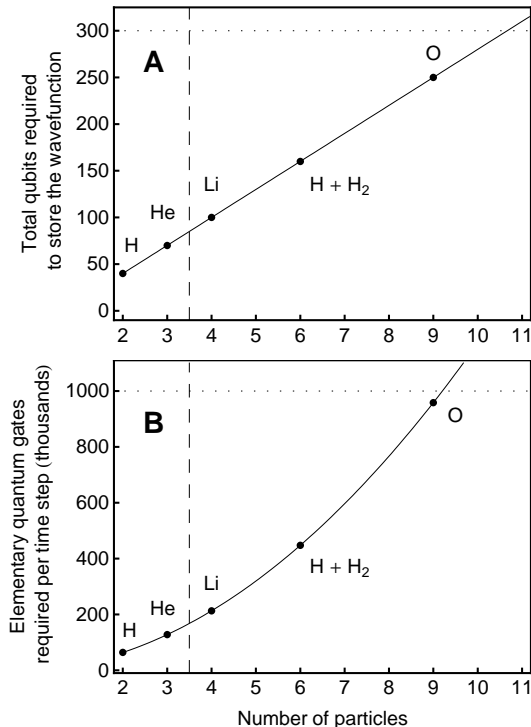 Total qubits required
to store the wavefunction
300
250
200
150
100
50
0
A
H
He
Li
H + H₂
O
2 3 4 5 6 7 8 9 10 11
Elementary quantum gates
required per time step (thousands)
1000
800
600
400
200
0
B
H
He
Li
H + H₂
O
2 3 4 5 6 7 8 9 10 11
Number of particles